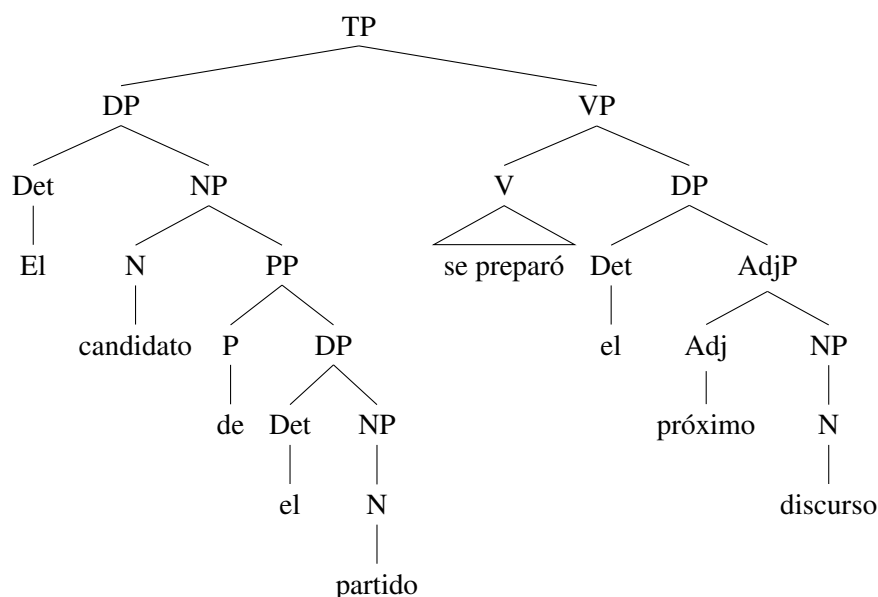 TP
DP VP
Det NP V DP
El N PP se preparó Det AdjP
candidato P DP el Adj NP
de Det NP próximo N
el N discurso
partido